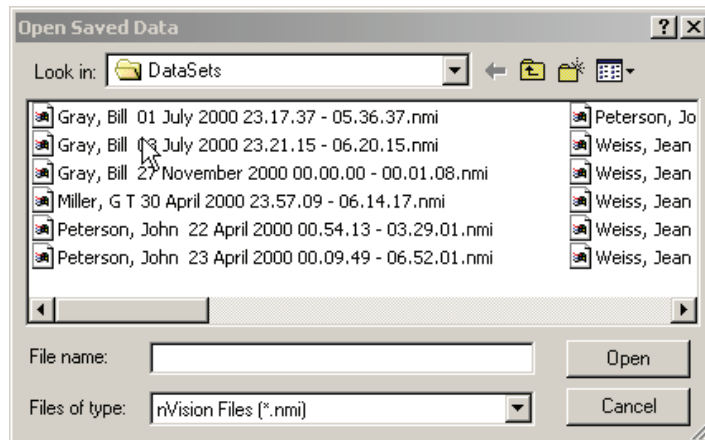 Open Saved Data
Look in: DataSets
Gray, Bill 01 July 2000 23.17.37 - 05.36.37.nmi
Gray, Bill 03 July 2000 23.21.15 - 06.20.15.nmi
Gray, Bill 27 November 2000 00.00.00 - 00.01.08.nmi
Miller, G T 30 April 2000 23.57.09 - 06.14.17.nmi
Peterson, John 22 April 2000 00.54.13 - 03.29.01.nmi
Peterson, John 23 April 2000 00.09.49 - 06.52.01.nmi
Peterson, Jo
Weiss, Jean
Weiss, Jean
Weiss, Jean
Weiss, Jean
Weiss, Jean
File name:
Open
Files of type: nVision Files (*.nmi)
Cancel